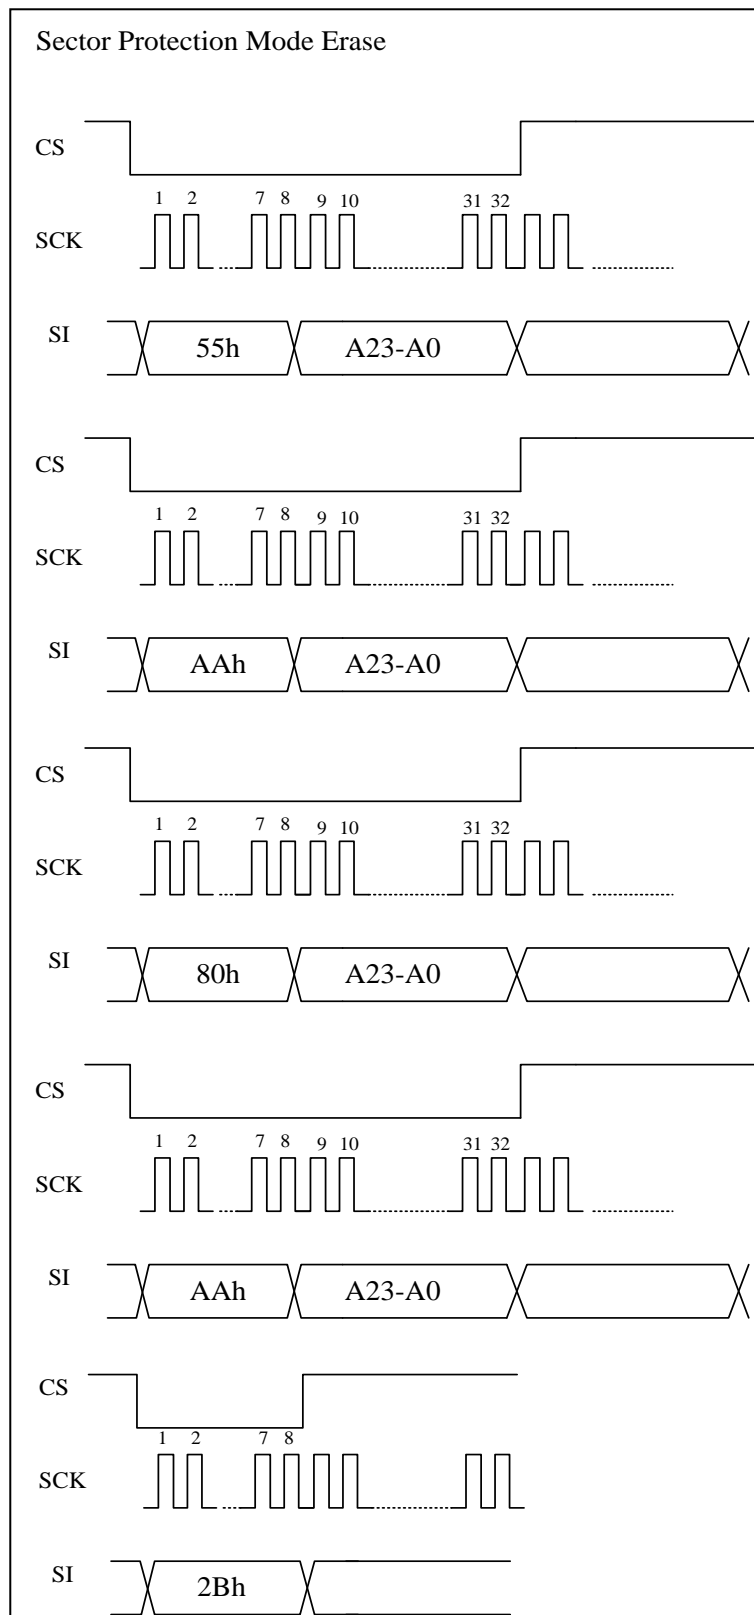 Sector Protection Mode Erase
CS
1 2 7 8 9 10 31 32
SCK
SI 55h A23-A0
CS
1 2 7 8 9 10 31 32
SCK
SI AAh A23-A0
CS
1 2 7 8 9 10 31 32
SCK
SI 80h A23-A0
CS
1 2 7 8 9 10 31 32
SCK
SI AAh A23-A0
CS
1 2 7 8
SCK
SI 2Bh